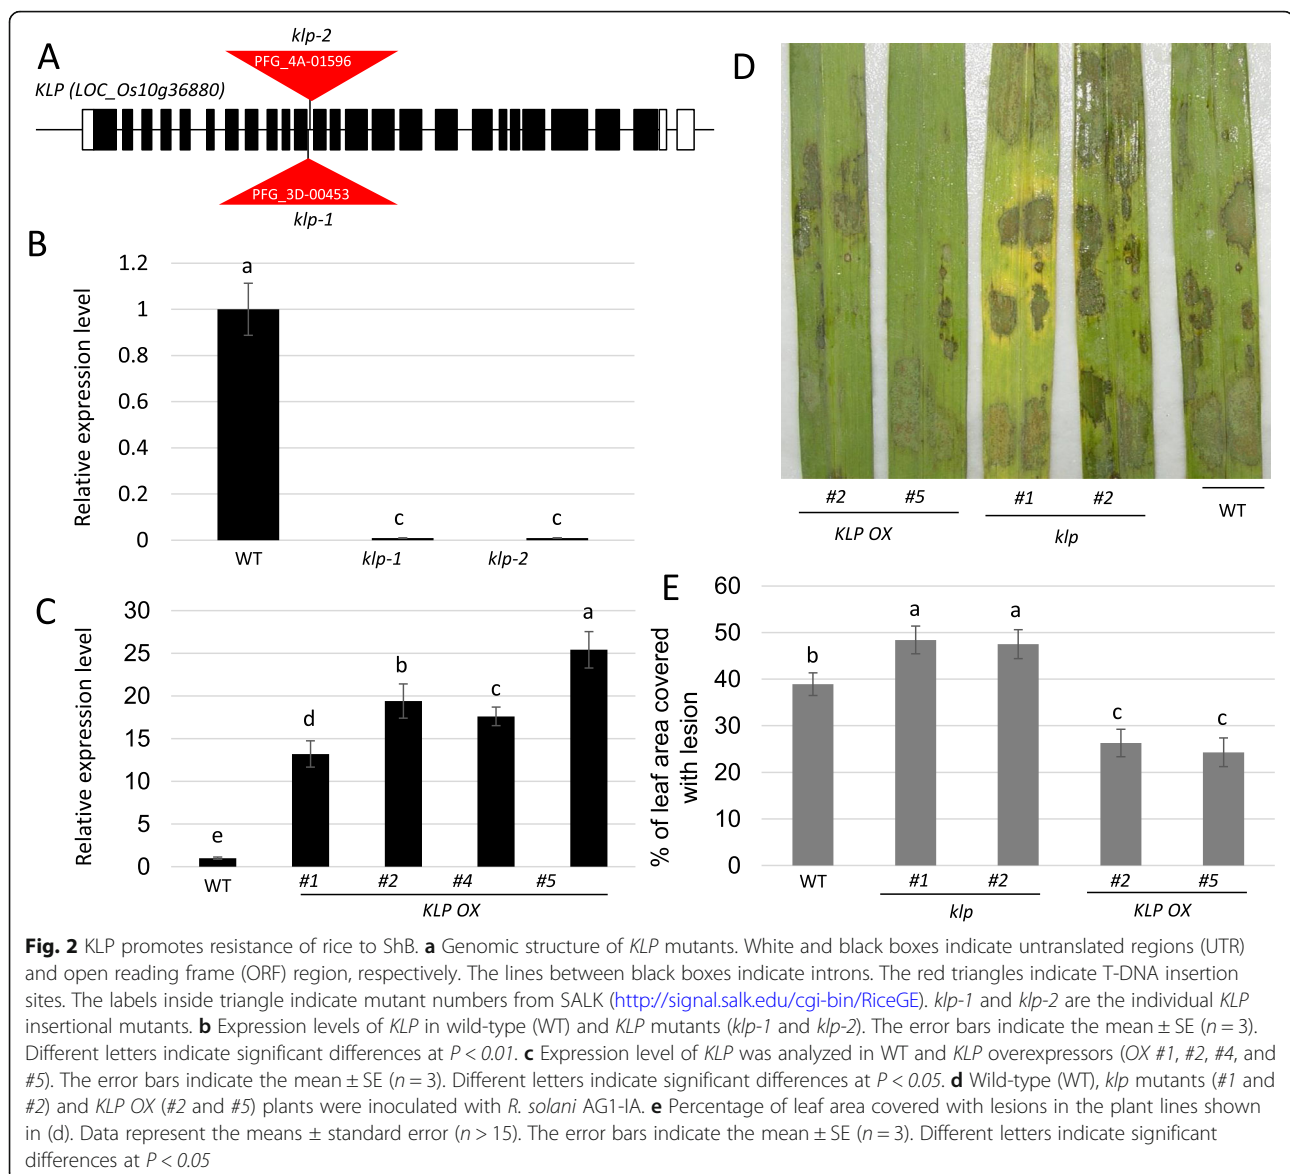 A
klp-2
PFG_4A-01596
KLP (LOC_Os10g36880)
PFG_3D-00453
klp-1
B
Relative expression level
1.2
1
0.8
0.6
0.4
0.2
0
a
c
c
WT
klp-1
klp-2
C
Relative expression level
30
25
20
15
10
5
0
e
d
b
c
a
WT
#1
#2
#4
#5
KLP OX
D
#2
#5
#1
#2
WT
KLP OX
klp
E
% of leaf area covered
with lesion
60
50
40
30
20
10
0
b
a
a
c
c
WT
#1
#2
#2
#5
klp
KLP OX
Fig. 2 KLP promotes resistance of rice to ShB. a Genomic structure of KLP mutants. White and black boxes indicate untranslated regions (UTR)
and open reading frame (ORF) region, respectively. The lines between black boxes indicate introns. The red triangles indicate T-DNA insertion
sites. The labels inside triangle indicate mutant numbers from SALK (http://signal.salk.edu/cgi-bin/RiceGE). klp-1 and klp-2 are the individual KLP
insertional mutants. b Expression levels of KLP in wild-type (WT) and KLP mutants (klp-1 and klp-2). The error bars indicate the mean ± SE (n = 3).
Different letters indicate significant differences at P < 0.01. c Expression level of KLP was analyzed in WT and KLP overexpressors (OX #1, #2, #4, and
#5). The error bars indicate the mean ± SE (n = 3). Different letters indicate significant differences at P < 0.05. d Wild-type (WT), klp mutants (#1 and
#2) and KLP OX (#2 and #5) plants were inoculated with R. solani AG1-IA. e Percentage of leaf area covered with lesions in the plant lines shown
in (d). Data represent the means ± standard error (n > 15). The error bars indicate the mean ± SE (n = 3). Different letters indicate significant
differences at P < 0.05